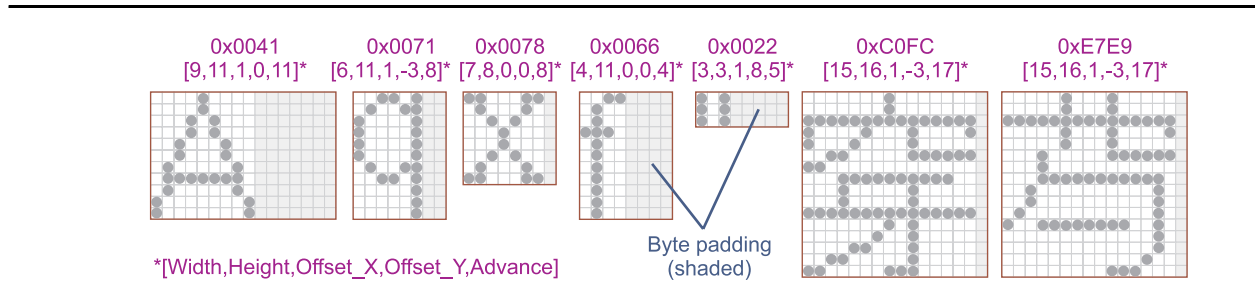 0x0041 0x0071 0x0078 0x0066 0x0022 0xC0FC 0xE7E9
[9,11,1,0,11]* [6,11,1,-3,8]* [7,8,0,0,8]* [4,11,0,0,4]* [3,3,1,8,5]* [15,16,1,-3,17]* [15,16,1,-3,17]*
Byte padding
(shaded)
*[Width,Height,Offset_X,Offset_Y,Advance]